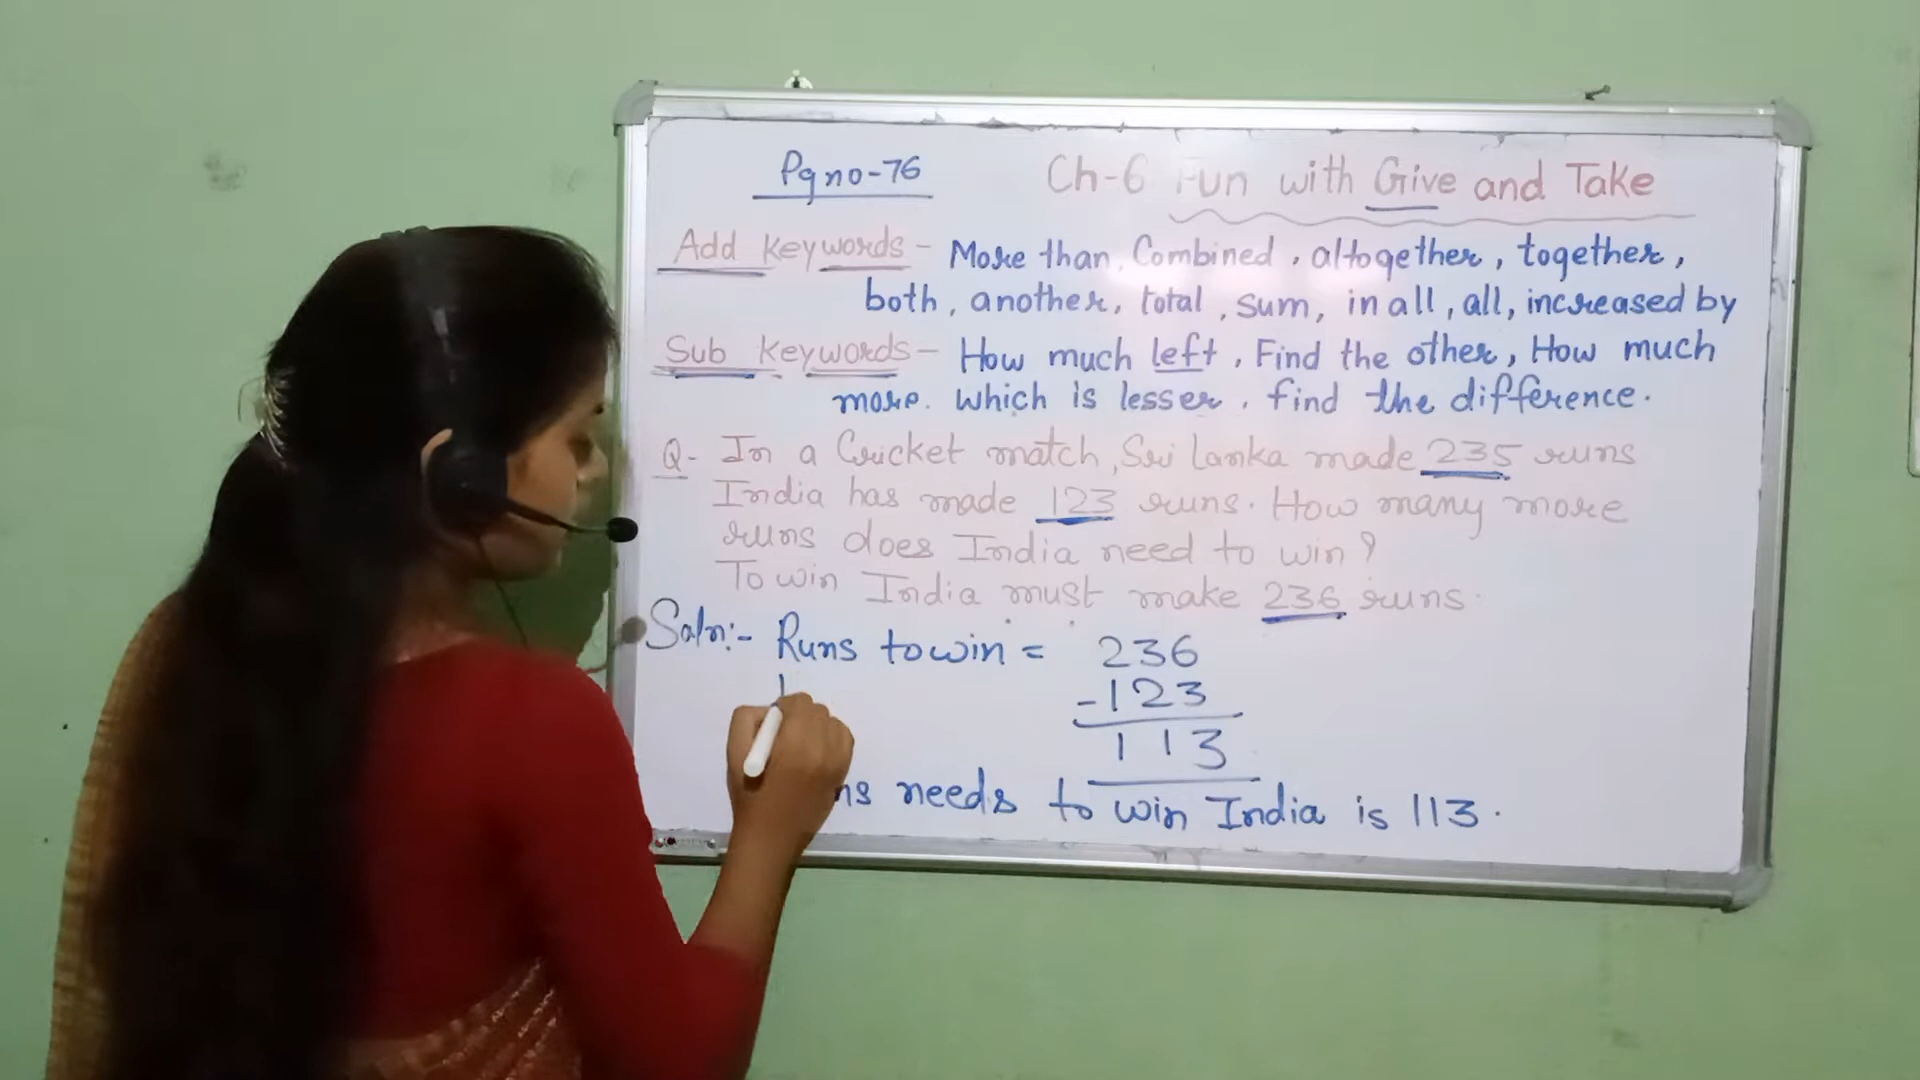 Pg no-76
Ch-6 Fun with Give and Take
Add Keywords - More than, Combined, altogether, together,
both, another, total, sum, in all, all, increased by
Sub Keywords - How much left, Find the other, How much
more. which is lesser, find the difference.
Q- In a Cricket match, Sri Lanka made 235 runs
India has made 123 runs. How many more
runs does India need to win?
To win India must make 236 runs.
Soln:- Runs to win = 236
-123
113
needs to win India is 113.